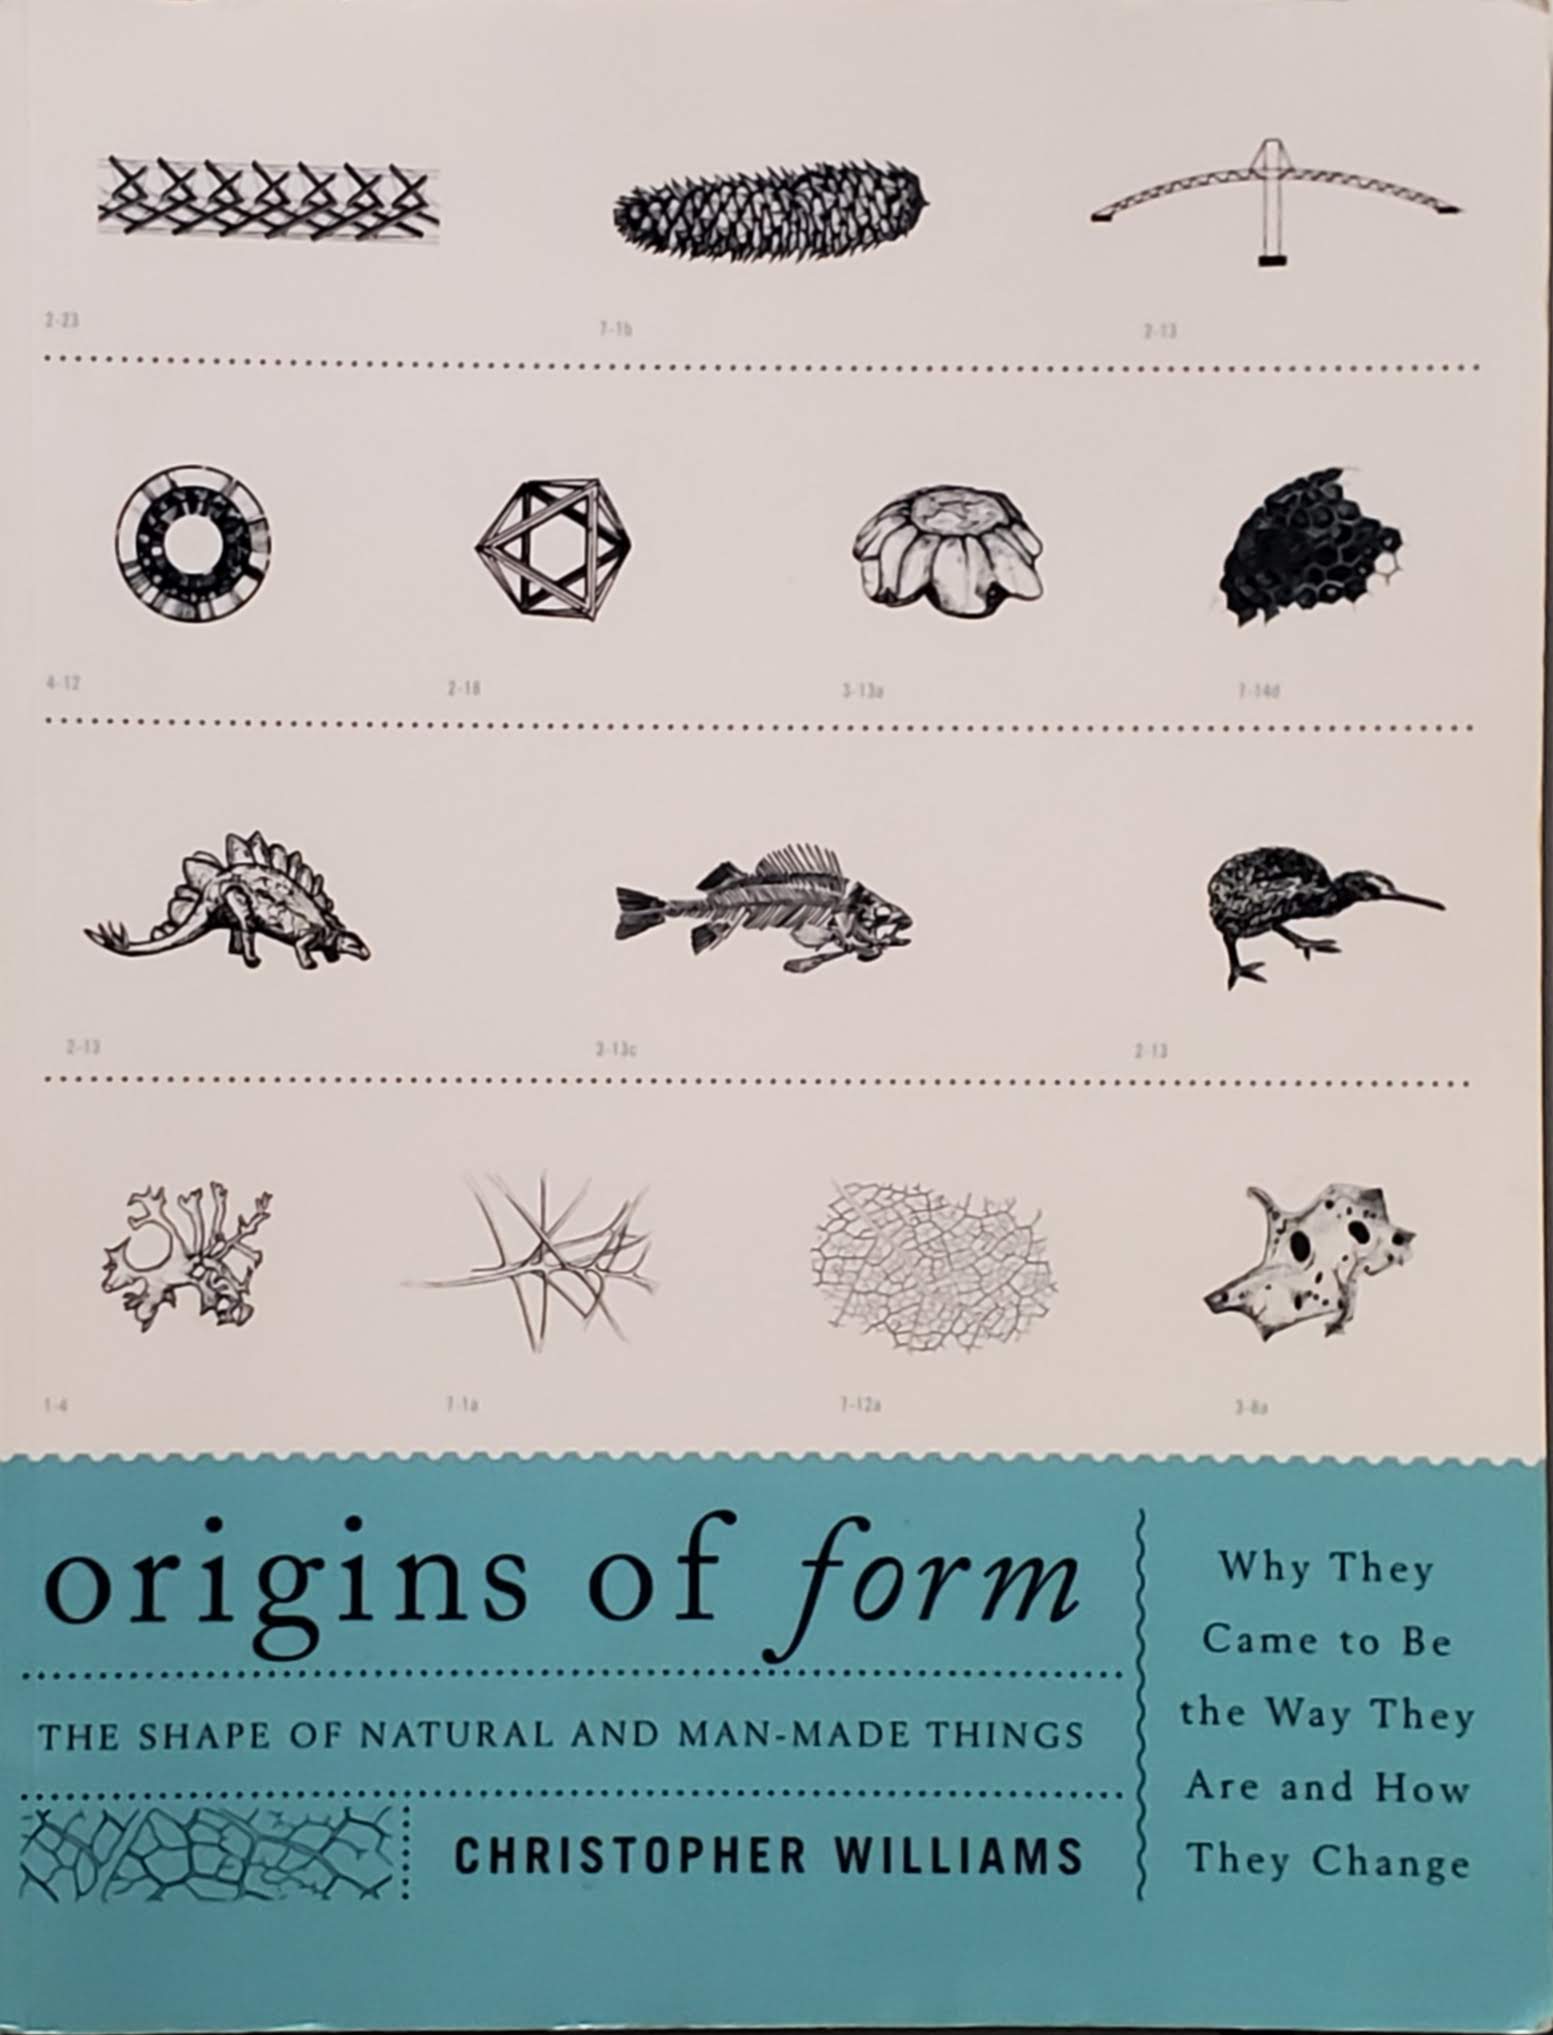 2-23 7-1b 2-13
4-12 2-18 3-13a 7-14d
2-13 3-13c 2-13
1-4 7-1a 7-12a 3-8a
origins of form
THE SHAPE OF NATURAL AND MAN-MADE THINGS
CHRISTOPHER WILLIAMS
Why They
Came to Be
the Way They
Are and How
They Change